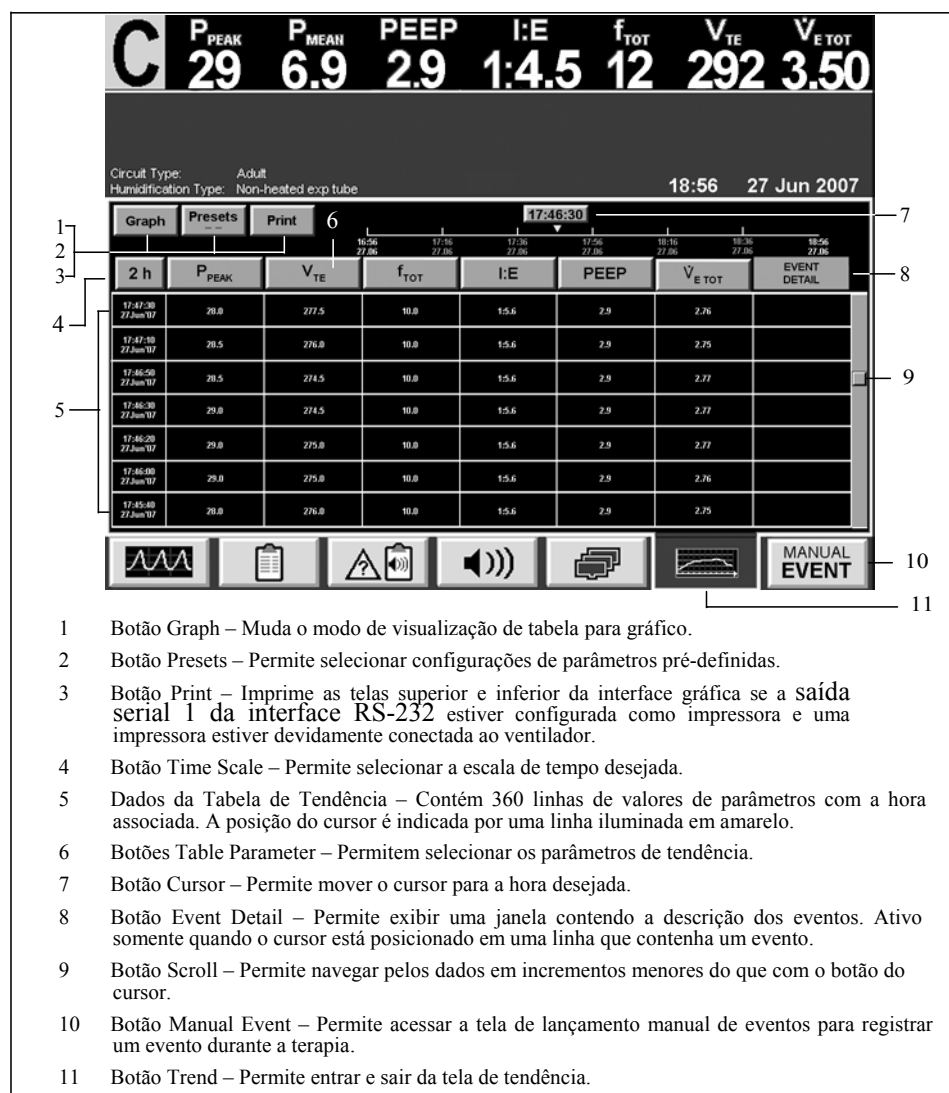 C P PEAK P MEAN PEEP I:E f TOT V TE V̇ E TOT
29 6.9 2.9 1:4.5 12 292 3.50
Circuit Type: Adult
Humidification Type: Non-heated exp tube
18:56 27 Jun 2007
Graph Presets -- Print 6 17:46:30 7
1
2
3
16:56 17:16 17:36 17:56 18:16 18:36 18:56
27.06 27.06 27.06 27.06 27.06 27.06 27.06
2 h P PEAK V TE f TOT I:E PEEP V̇ E TOT EVENT DETAIL 8
4
17:47:30 27Jun'07 28.0 277.5 10.0 1:5.6 2.9 2.76
17:47:10 27Jun'07 28.5 276.0 10.0 1:5.6 2.9 2.75
17:46:50 27Jun'07 28.5 274.5 10.0 1:5.6 2.9 2.77
9
5
17:46:30 27Jun'07 29.0 274.5 10.0 1:5.6 2.9 2.77
17:46:20 27Jun'07 29.0 275.0 10.0 1:5.6 2.9 2.77
17:46:00 27Jun'07 29.0 275.0 10.0 1:5.6 2.9 2.76
17:45:40 27Jun'07 28.0 276.0 10.0 1:5.6 2.9 2.75
MANUAL
EVENT
10
11
1 Botão Graph – Muda o modo de visualização de tabela para gráfico.
2 Botão Presets – Permite selecionar configurações de parâmetros pré-definidas.
3 Botão Print – Imprime as telas superior e inferior da interface gráfica se a saída
serial 1 da interface RS-232 estiver configurada como impressora e uma
impressora estiver devidamente conectada ao ventilador.
4 Botão Time Scale – Permite selecionar a escala de tempo desejada.
5 Dados da Tabela de Tendência – Contém 360 linhas de valores de parâmetros com a hora
associada. A posição do cursor é indicada por uma linha iluminada em amarelo.
6 Botões Table Parameter – Permitem selecionar os parâmetros de tendência.
7 Botão Cursor – Permite mover o cursor para a hora desejada.
8 Botão Event Detail – Permite exibir uma janela contendo a descrição dos eventos. Ativo
somente quando o cursor está posicionado em uma linha que contenha um evento.
9 Botão Scroll – Permite navegar pelos dados em incrementos menores do que com o botão do
cursor.
10 Botão Manual Event – Permite acessar a tela de lançamento manual de eventos para registrar
um evento durante a terapia.
11 Botão Trend – Permite entrar e sair da tela de tendência.